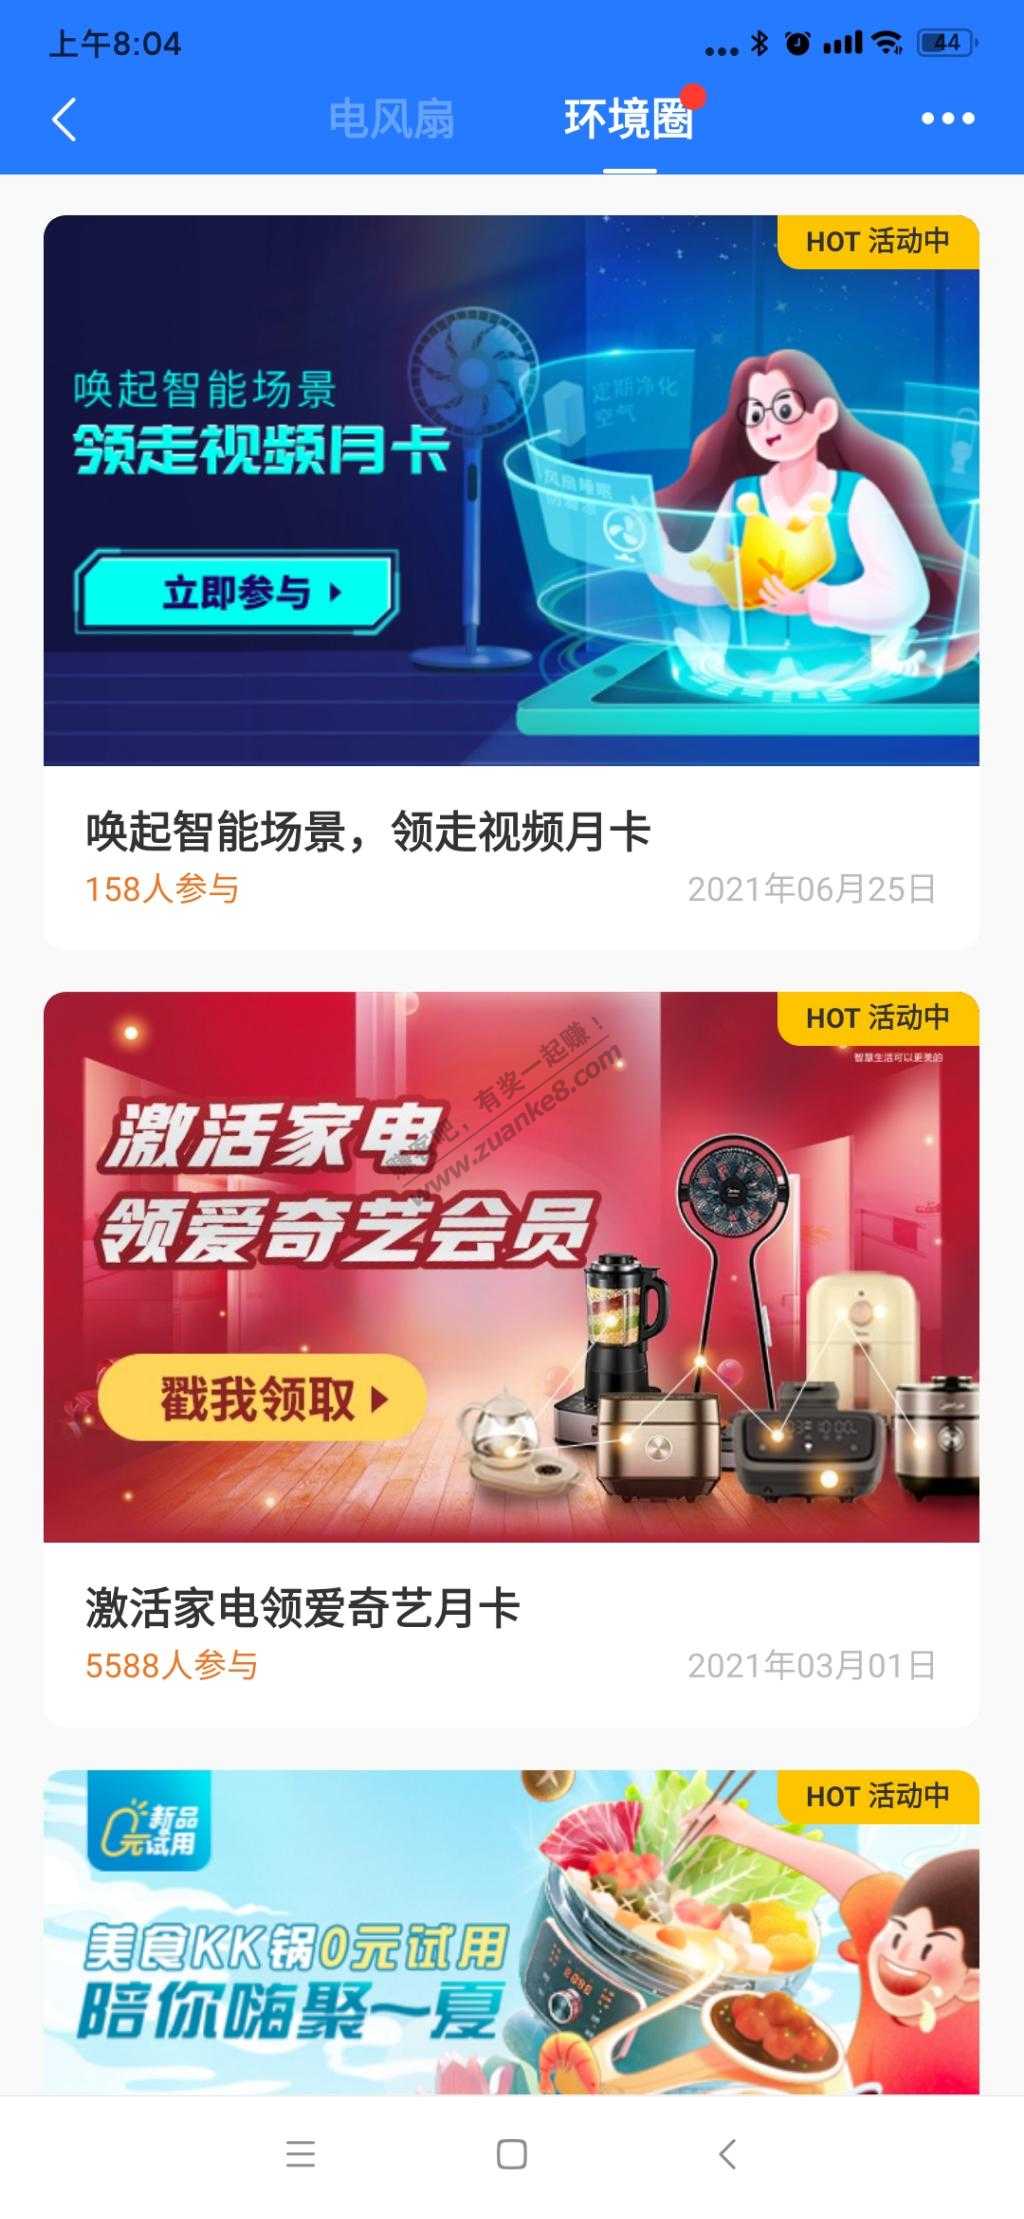 上午8:04
44
电风扇
环境圈
HOT 活动中
唤起智能场景
领走视频月卡
立即参与
定期净化
空气
风扇睡眠
唤起智能场景，领走视频月卡
158人参与
2021年06月25日
HOT 活动中
智慧生活可以更美的
赚客吧，有奖一起赚！
www.zuanke8.com
激活家电
领爱奇艺会员
戳我领取
激活家电领爱奇艺月卡
5588人参与
2021年03月01日
HOT 活动中
新品
0元试用
美食KK锅0元试用
陪你嗨聚一夏